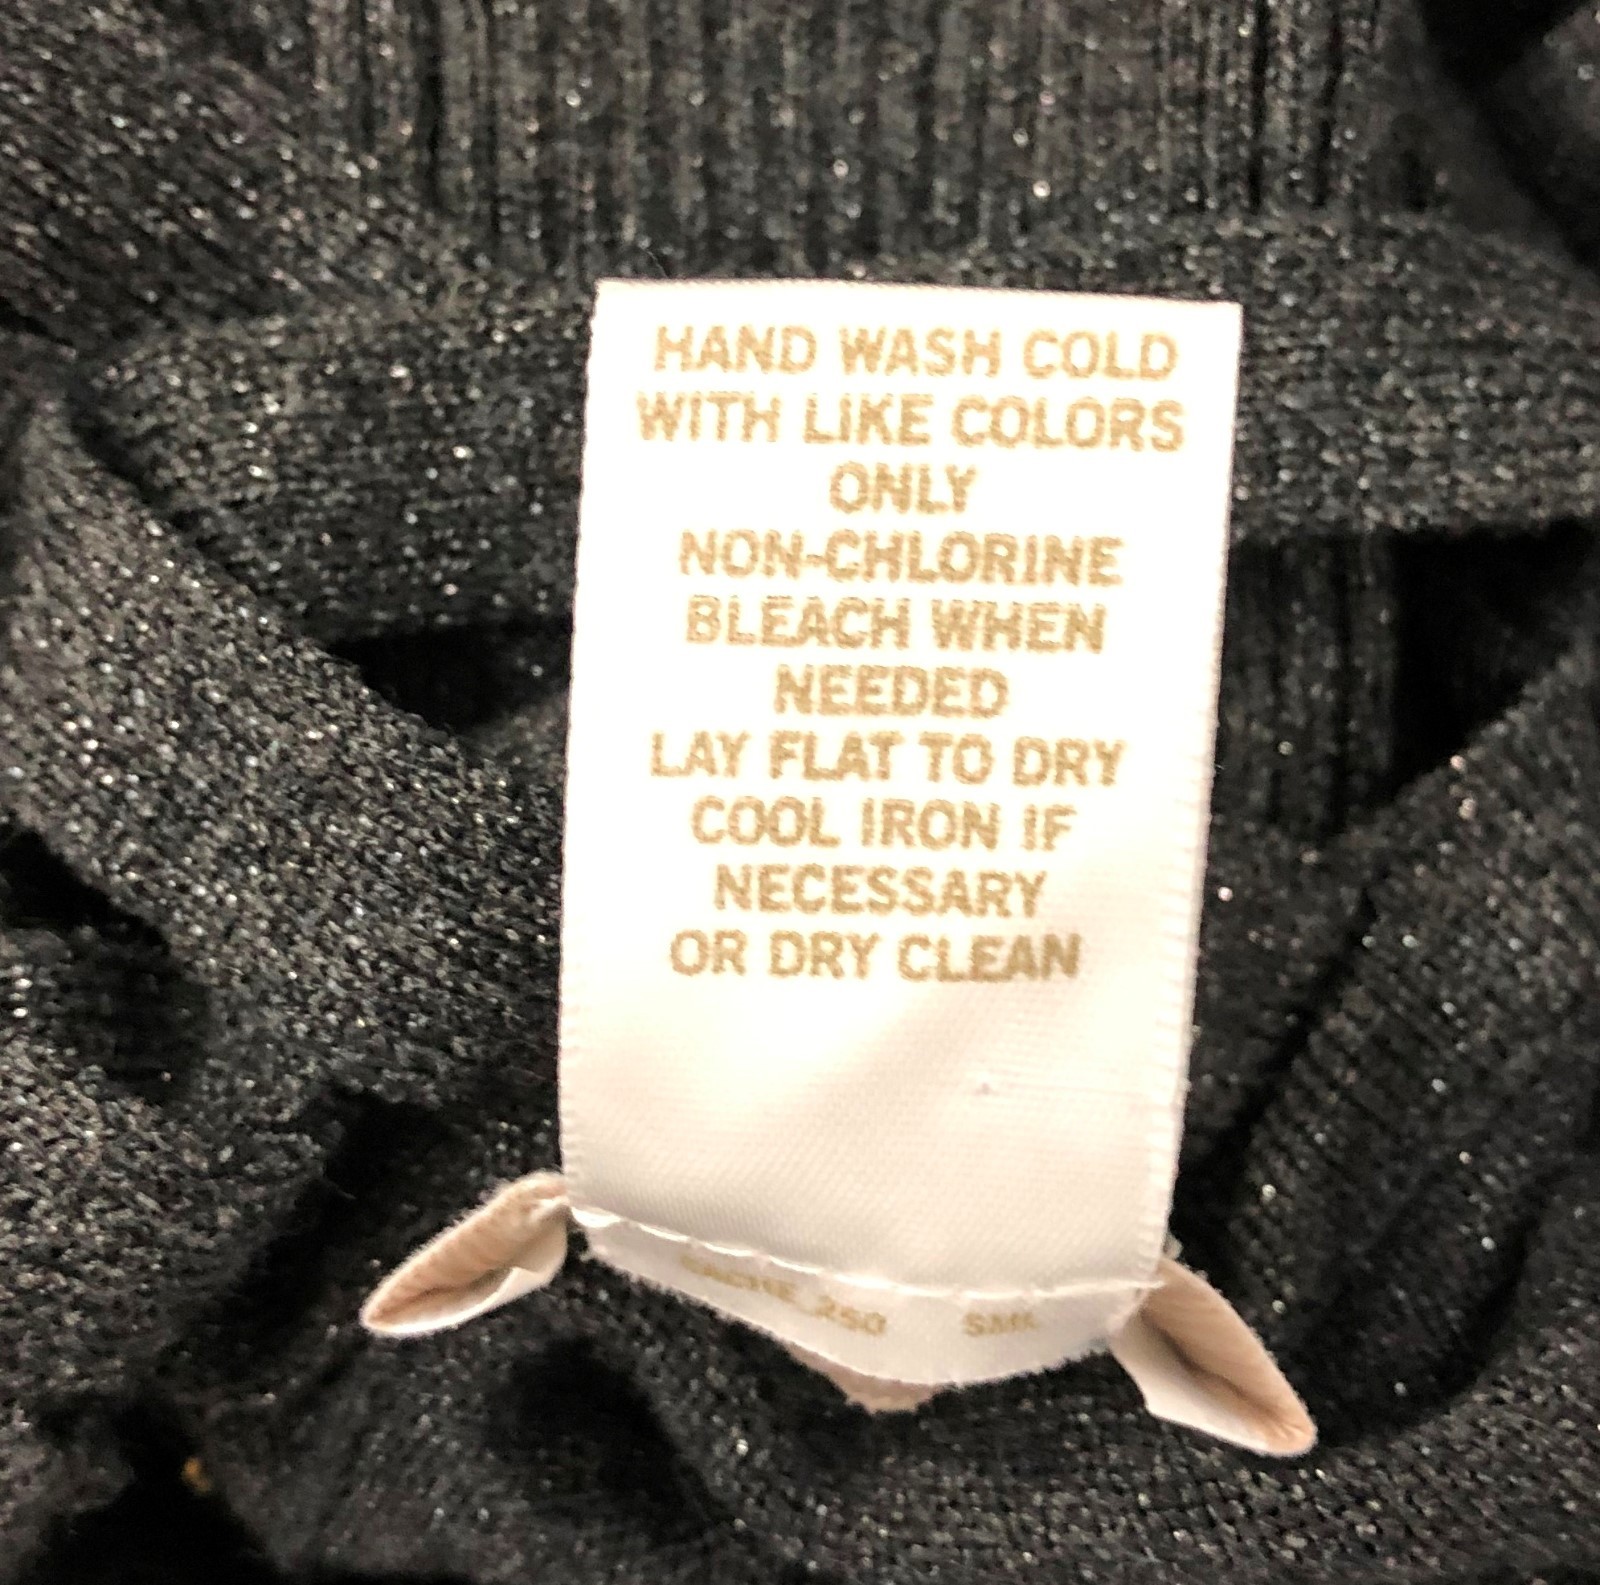 HAND WASH COLD
WITH LIKE COLORS
ONLY
NON-CHLORINE
BLEACH WHEN
NEEDED
LAY FLAT TO DRY
COOL IRON IF
NECESSARY
OR DRY CLEAN